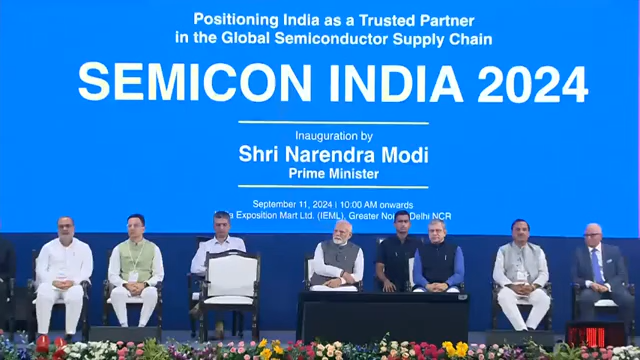 Positioning India as a Trusted Partner
in the Global Semiconductor Supply Chain
SEMICON INDIA 2024
Inauguration by
Shri Narendra Modi
Prime Minister
September 11, 2024 | 10:00 AM onwards
Exposition Mart Ltd. (IEML), Greater Delhi NCR